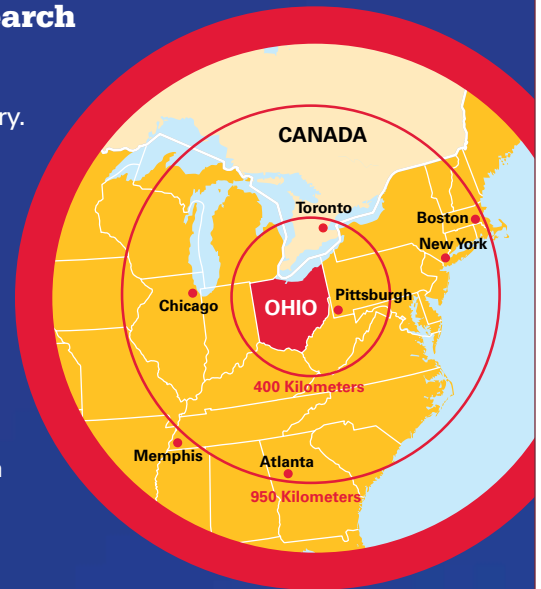 arch
ry.
CANADA
Toronto
Boston
New York
Chicago
OHIO
Pittsburgh
400 Kilometers
Memphis
Atlanta
950 Kilometers